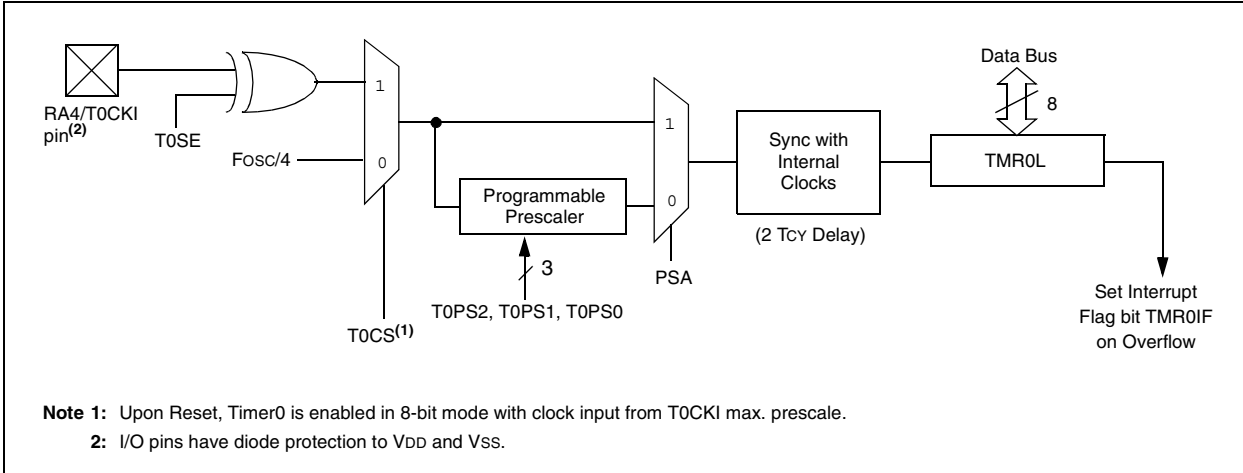 RA4/T0CKI
pin(2)
T0SE
FOSC/4
1
0
T0CS(1)
Programmable
Prescaler
3
T0PS2, T0PS1, T0PS0
1
0
PSA
Sync with
Internal
Clocks
(2 TCY Delay)
Data Bus
8
TMR0L
Set Interrupt
Flag bit TMR0IF
on Overflow
Note 1: Upon Reset, Timer0 is enabled in 8-bit mode with clock input from T0CKI max. prescale.
2: I/O pins have diode protection to VDD and VSS.